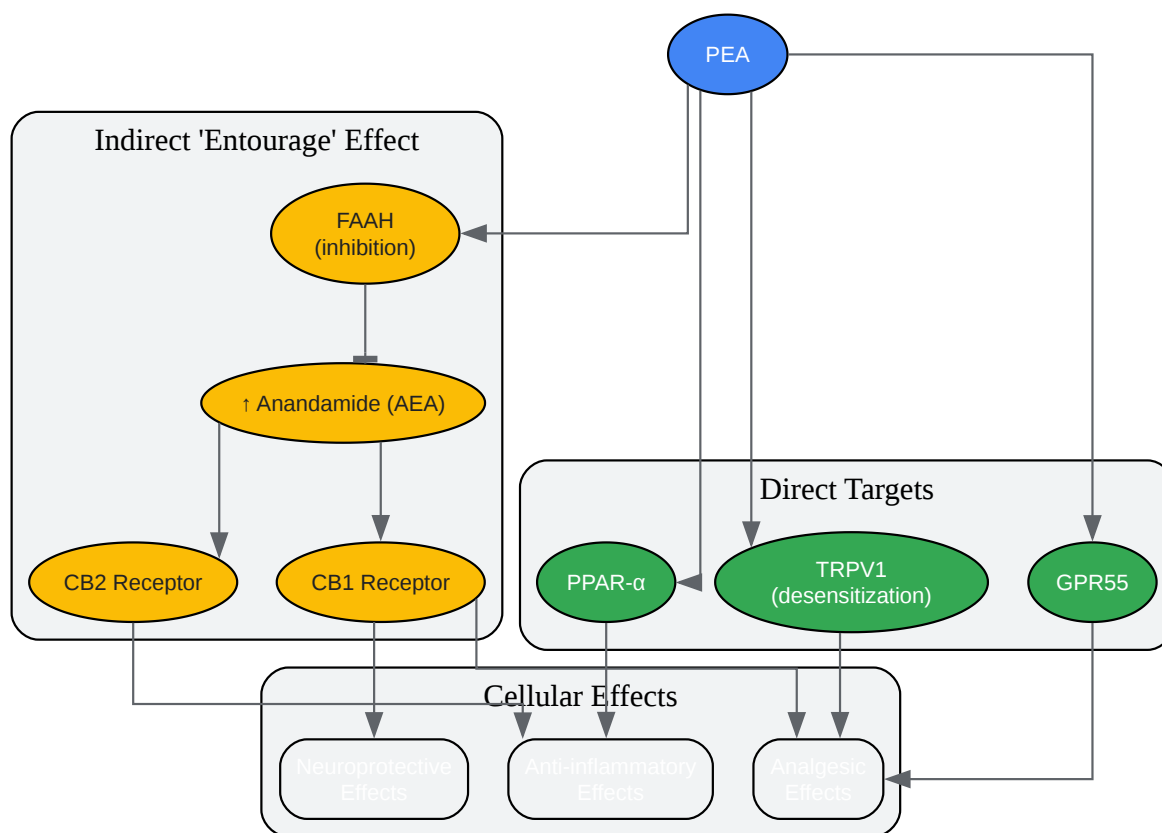 PEA
Indirect 'Entourage' Effect
FAAH
(inhibition)
↑ Anandamide (AEA)
CB2 Receptor
CB1 Receptor
Direct Targets
PPAR-α
TRPV1
(desensitization)
GPR55
Cellular Effects
Neuroprotective
Effects
Anti-inflammatory
Effects
Analgesic
Effects